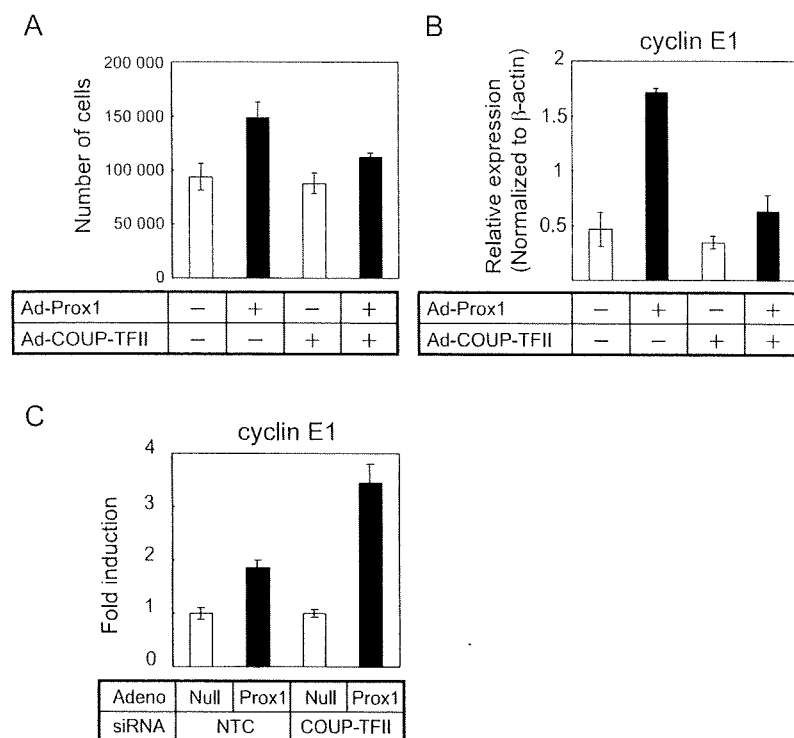 A
Number of cells
200 000
150 000
100 000
50 000
0
Ad-Prox1 − + − +
Ad-COUP-TFII − − + +
B
cyclin E1
Relative expression
(Normalized to β-actin)
2
1.5
1
0.5
Ad-Prox1 − + − +
Ad-COUP-TFII − − + +
C
cyclin E1
Fold induction
4
3
2
1
0
Adeno Null Prox1 Null Prox1
siRNA NTC COUP-TFII